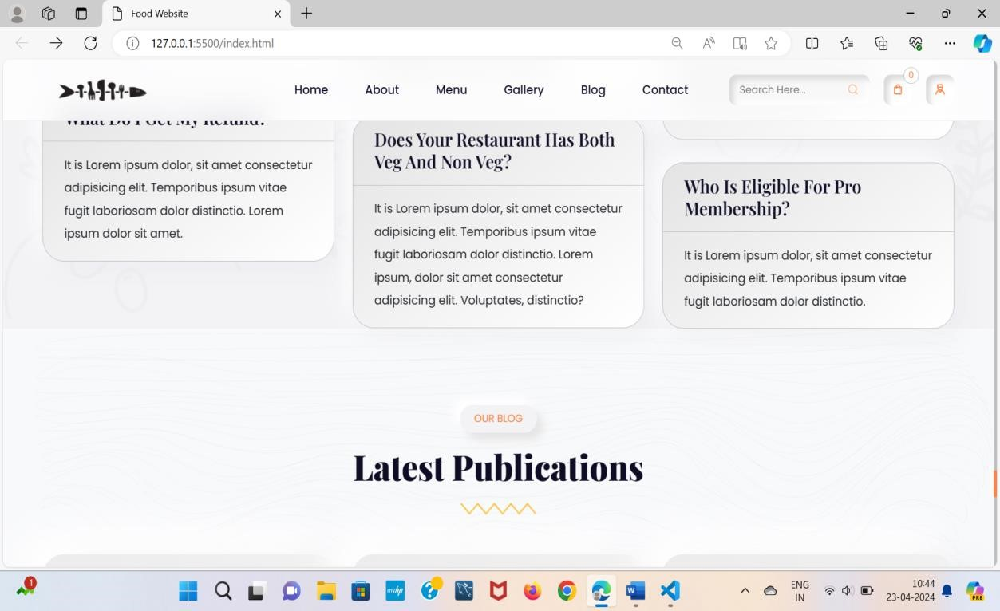 Food Website
127.0.0.1:5500/index.html
Home About Menu Gallery Blog Contact
Search Here...
0
What Do I Get My Refund?
It is Lorem ipsum dolor, sit amet consectetur
adipisicing elit. Temporibus ipsum vitae
fugit laboriosam dolor distinctio. Lorem
ipsum dolor sit amet.
Does Your Restaurant Has Both
Veg And Non Veg?
It is Lorem ipsum dolor, sit amet consectetur
adipisicing elit. Temporibus ipsum vitae
fugit laboriosam dolor distinctio. Lorem
ipsum, dolor sit amet consectetur
adipisicing elit. Voluptates, distinctio?
Who Is Eligible For Pro
Membership?
It is Lorem ipsum dolor, sit amet consectetur
adipisicing elit. Temporibus ipsum vitae
fugit laboriosam dolor distinctio.
OUR BLOG
Latest Publications
1
myhp
ENG
IN
10:44
23-04-2024
PRE